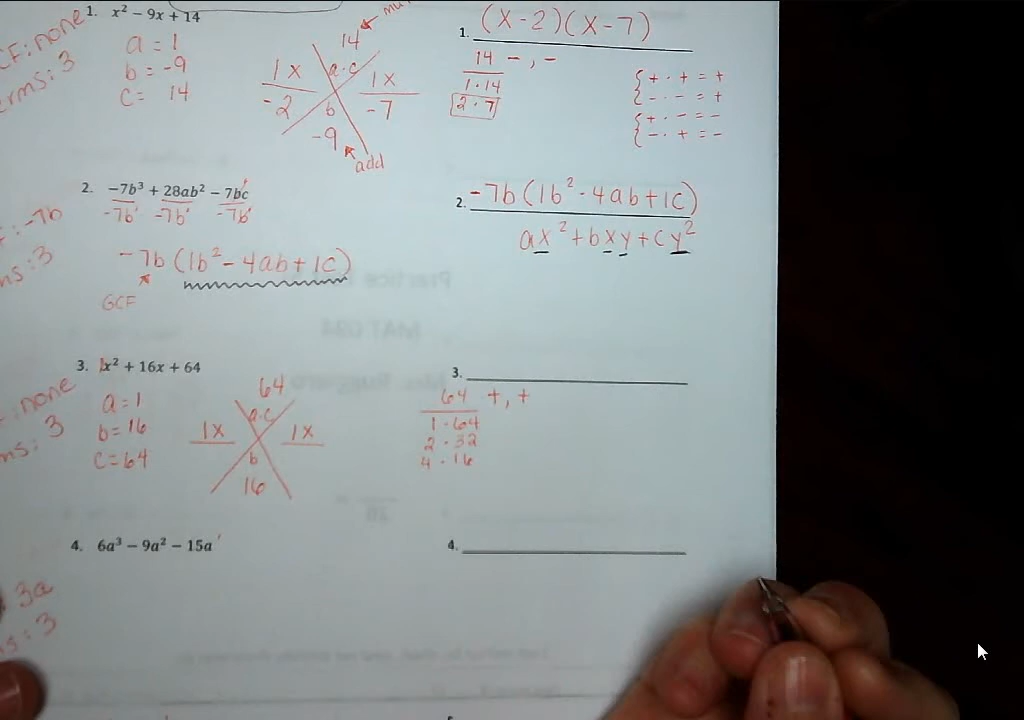 1. x² − 9x + 14
CF: none
rms: 3
a = 1
b = -9
c = 14
14
a·c
1x
1x
-2
b
-7
-9
add
1. (x-2)(x-7)
14 -, -
1·14
2·7
+ · + = +
- · - = +
+ · - = -
- · + = -
2. −7b³ + 28ab² − 7bc
-7b -7b -7b
: -7b
ms: 3
-7b (1b² - 4ab + 1c)
GCF
2. -7b (1b² - 4ab + 1c)
ax² + bxy + cy²
3. 1x² + 16x + 64
: none
ms: 3
a = 1
b = 16
c = 64
64
a·c
1x
1x
b
16
3.
64 +, +
1 · 64
2 · 32
4 · 16
4. 6a³ − 9a² − 15a
3a
s: 3
4.